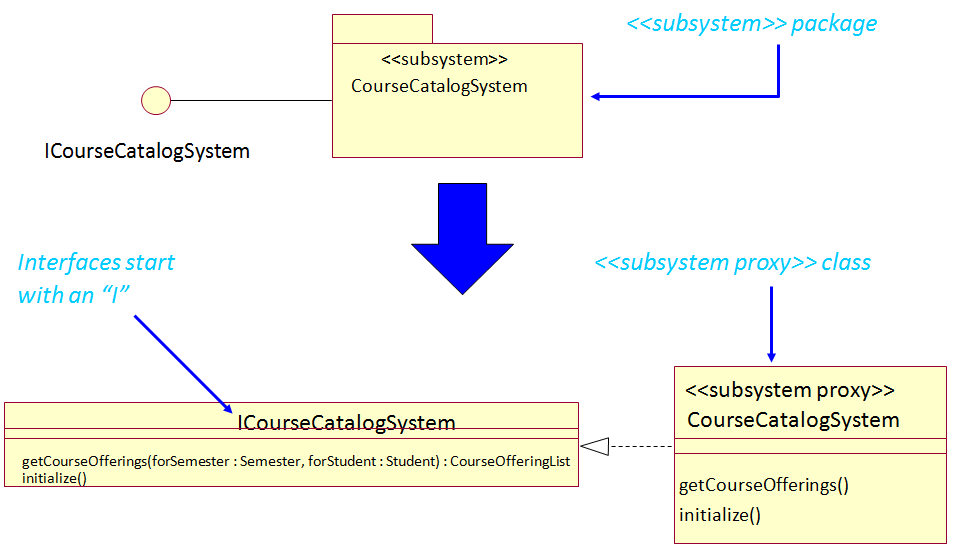 <<subsystem>> package
<<subsystem>>
CourseCatalogSystem
ICourseCatalogSystem
Interfaces start
with an “I”
<<subsystem proxy>> class
<<subsystem proxy>>
CourseCatalogSystem
ICourseCatalogSystem
getCourseOfferings(forSemester : Semester, forStudent : Student) : CourseOfferingList
initialize()
getCourseOfferings()
initialize()